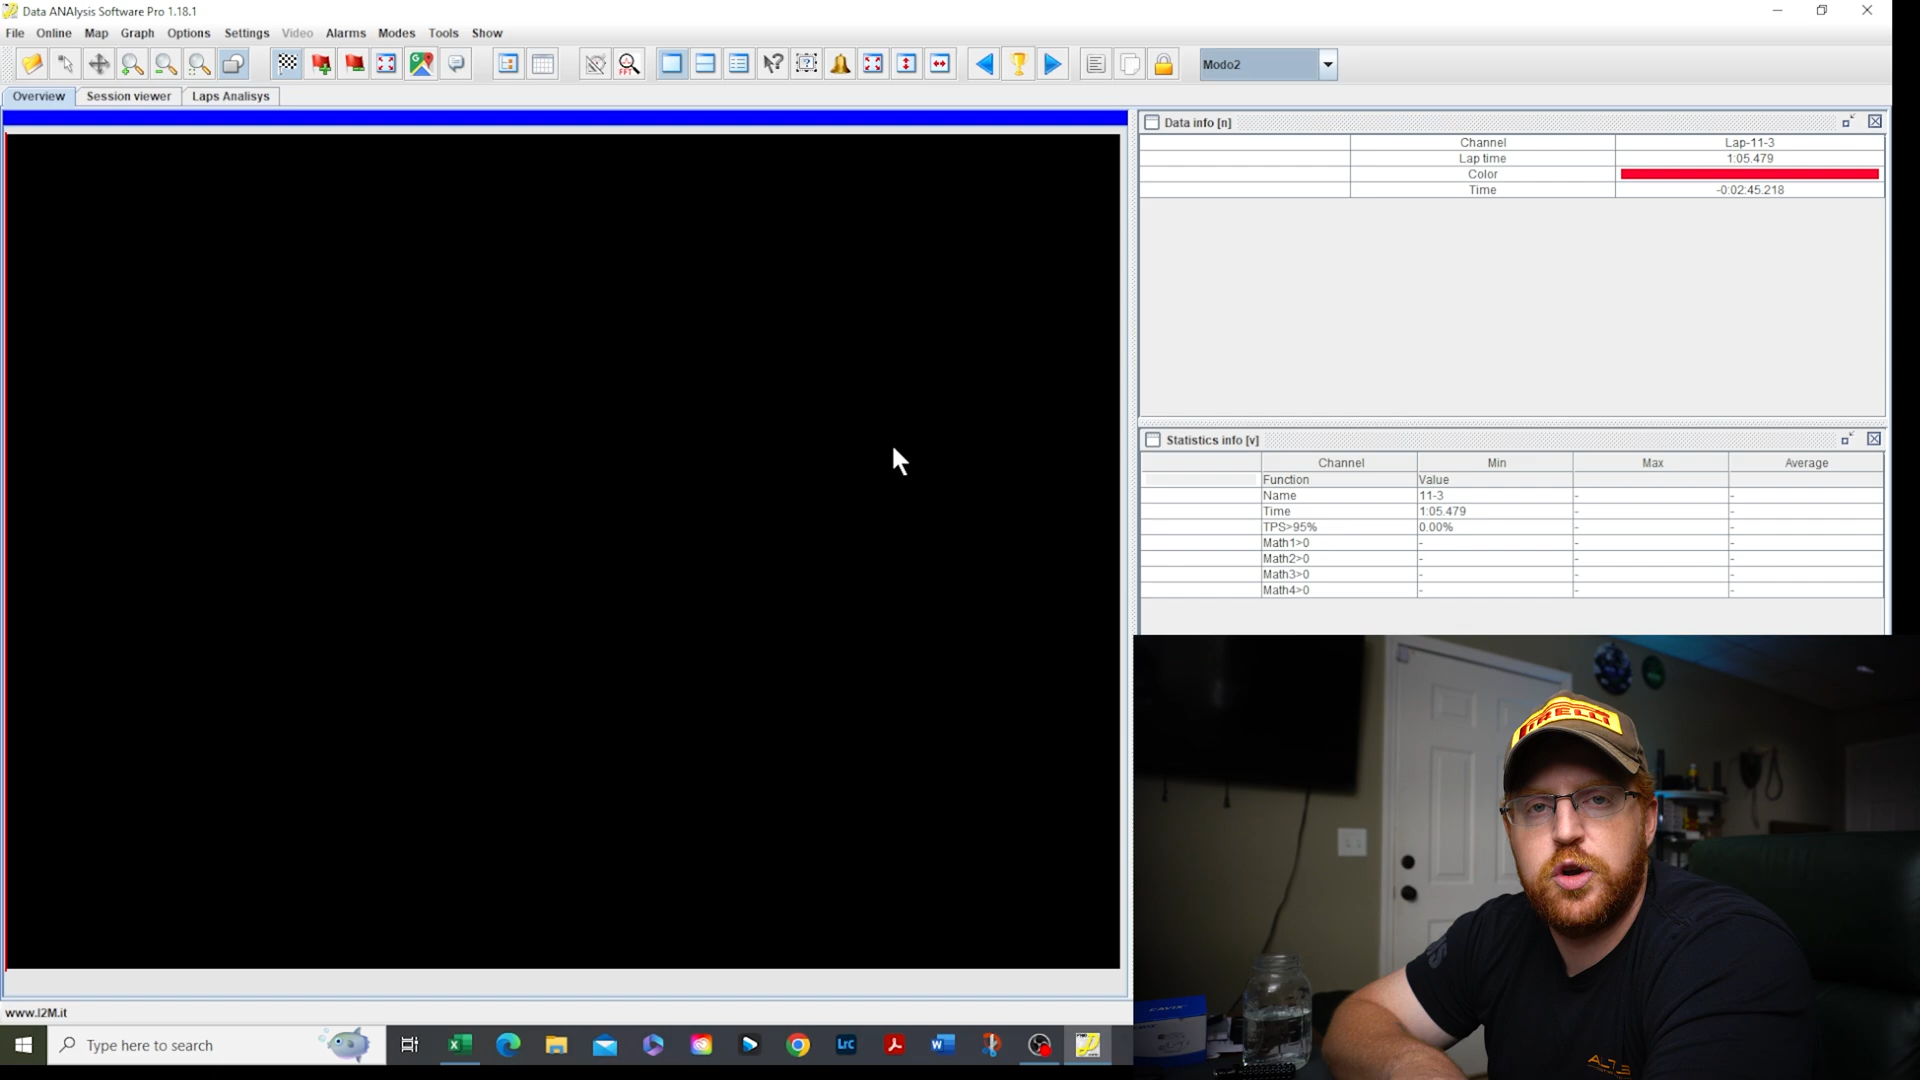 Data ANAlysis Software Pro 1.18.1
File Online Map Graph Options Settings Video Alarms Modes Tools Show
FFT
Modo2
Overview Session viewer Laps Analisys
Data info [n]
Channel Lap-11-3
Lap time 1:05.479
Color
Time -0:02:45.218
Statistics info [v]
Channel Min Max Average
Function Value
Name 11-3 - -
Time 1:05.479 - -
TPS>95% 0.00% - -
Math1>0 - - -
Math2>0 - - -
Math3>0 - - -
Math4>0 - - -
PIRELLI
www.I2M.it
Type here to search
Lrc